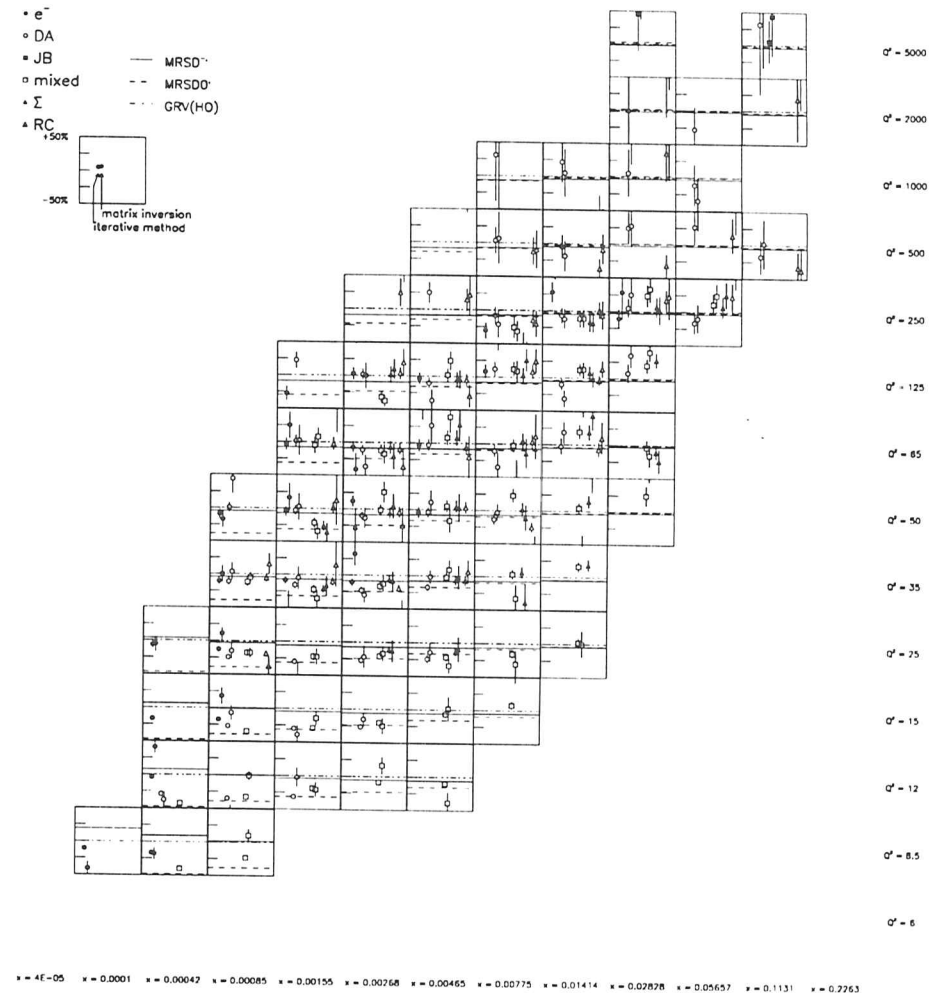 e⁻
DA
JB
mixed
Σ
RC
MRSD⁻'
MRSD0'
GRV(HO)
+50%
-50%
matrix inversion
iterative method
Q² = 5000
Q² = 2000
Q² = 1000
Q² = 500
Q² = 250
Q² = 125
Q² = 65
Q² = 50
Q² = 35
Q² = 25
Q² = 15
Q² = 12
Q² = 8.5
Q² = 6
x = 4E-05 x = 0.0001 x = 0.00042 x = 0.00085 x = 0.00155 x = 0.00268 x = 0.00465 x = 0.00775 x = 0.01414 x = 0.02828 x = 0.05657 x = 0.1131 x = 0.2263